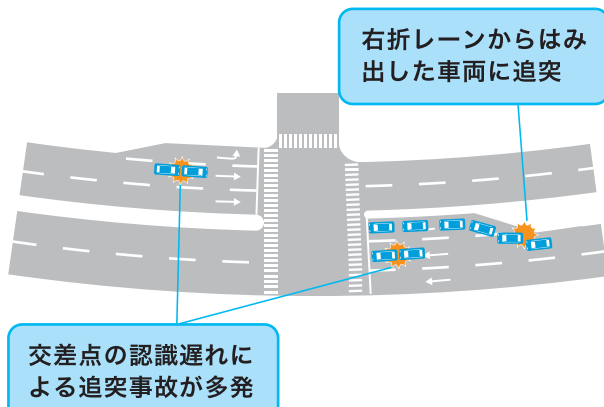 右折レーンからはみ
出した車両に追突
交差点の認識遅れに
よる追突事故が多発